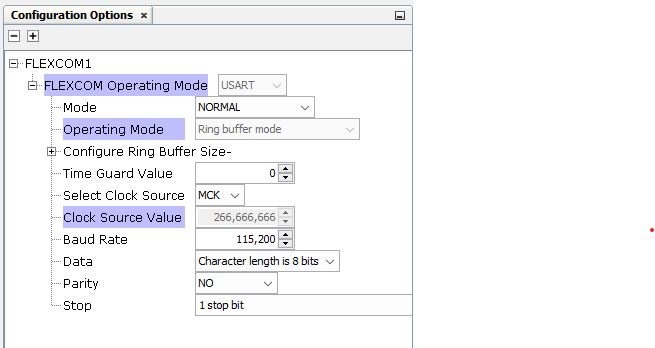 Configuration Options
FLEXCOM1
FLEXCOM Operating Mode USART
Mode NORMAL
Operating Mode Ring buffer mode
Configure Ring Buffer Size-
Time Guard Value 0
Select Clock Source MCK
Clock Source Value 266,666,666
Baud Rate 115,200
Data Character length is 8 bits
Parity NO
Stop 1 stop bit